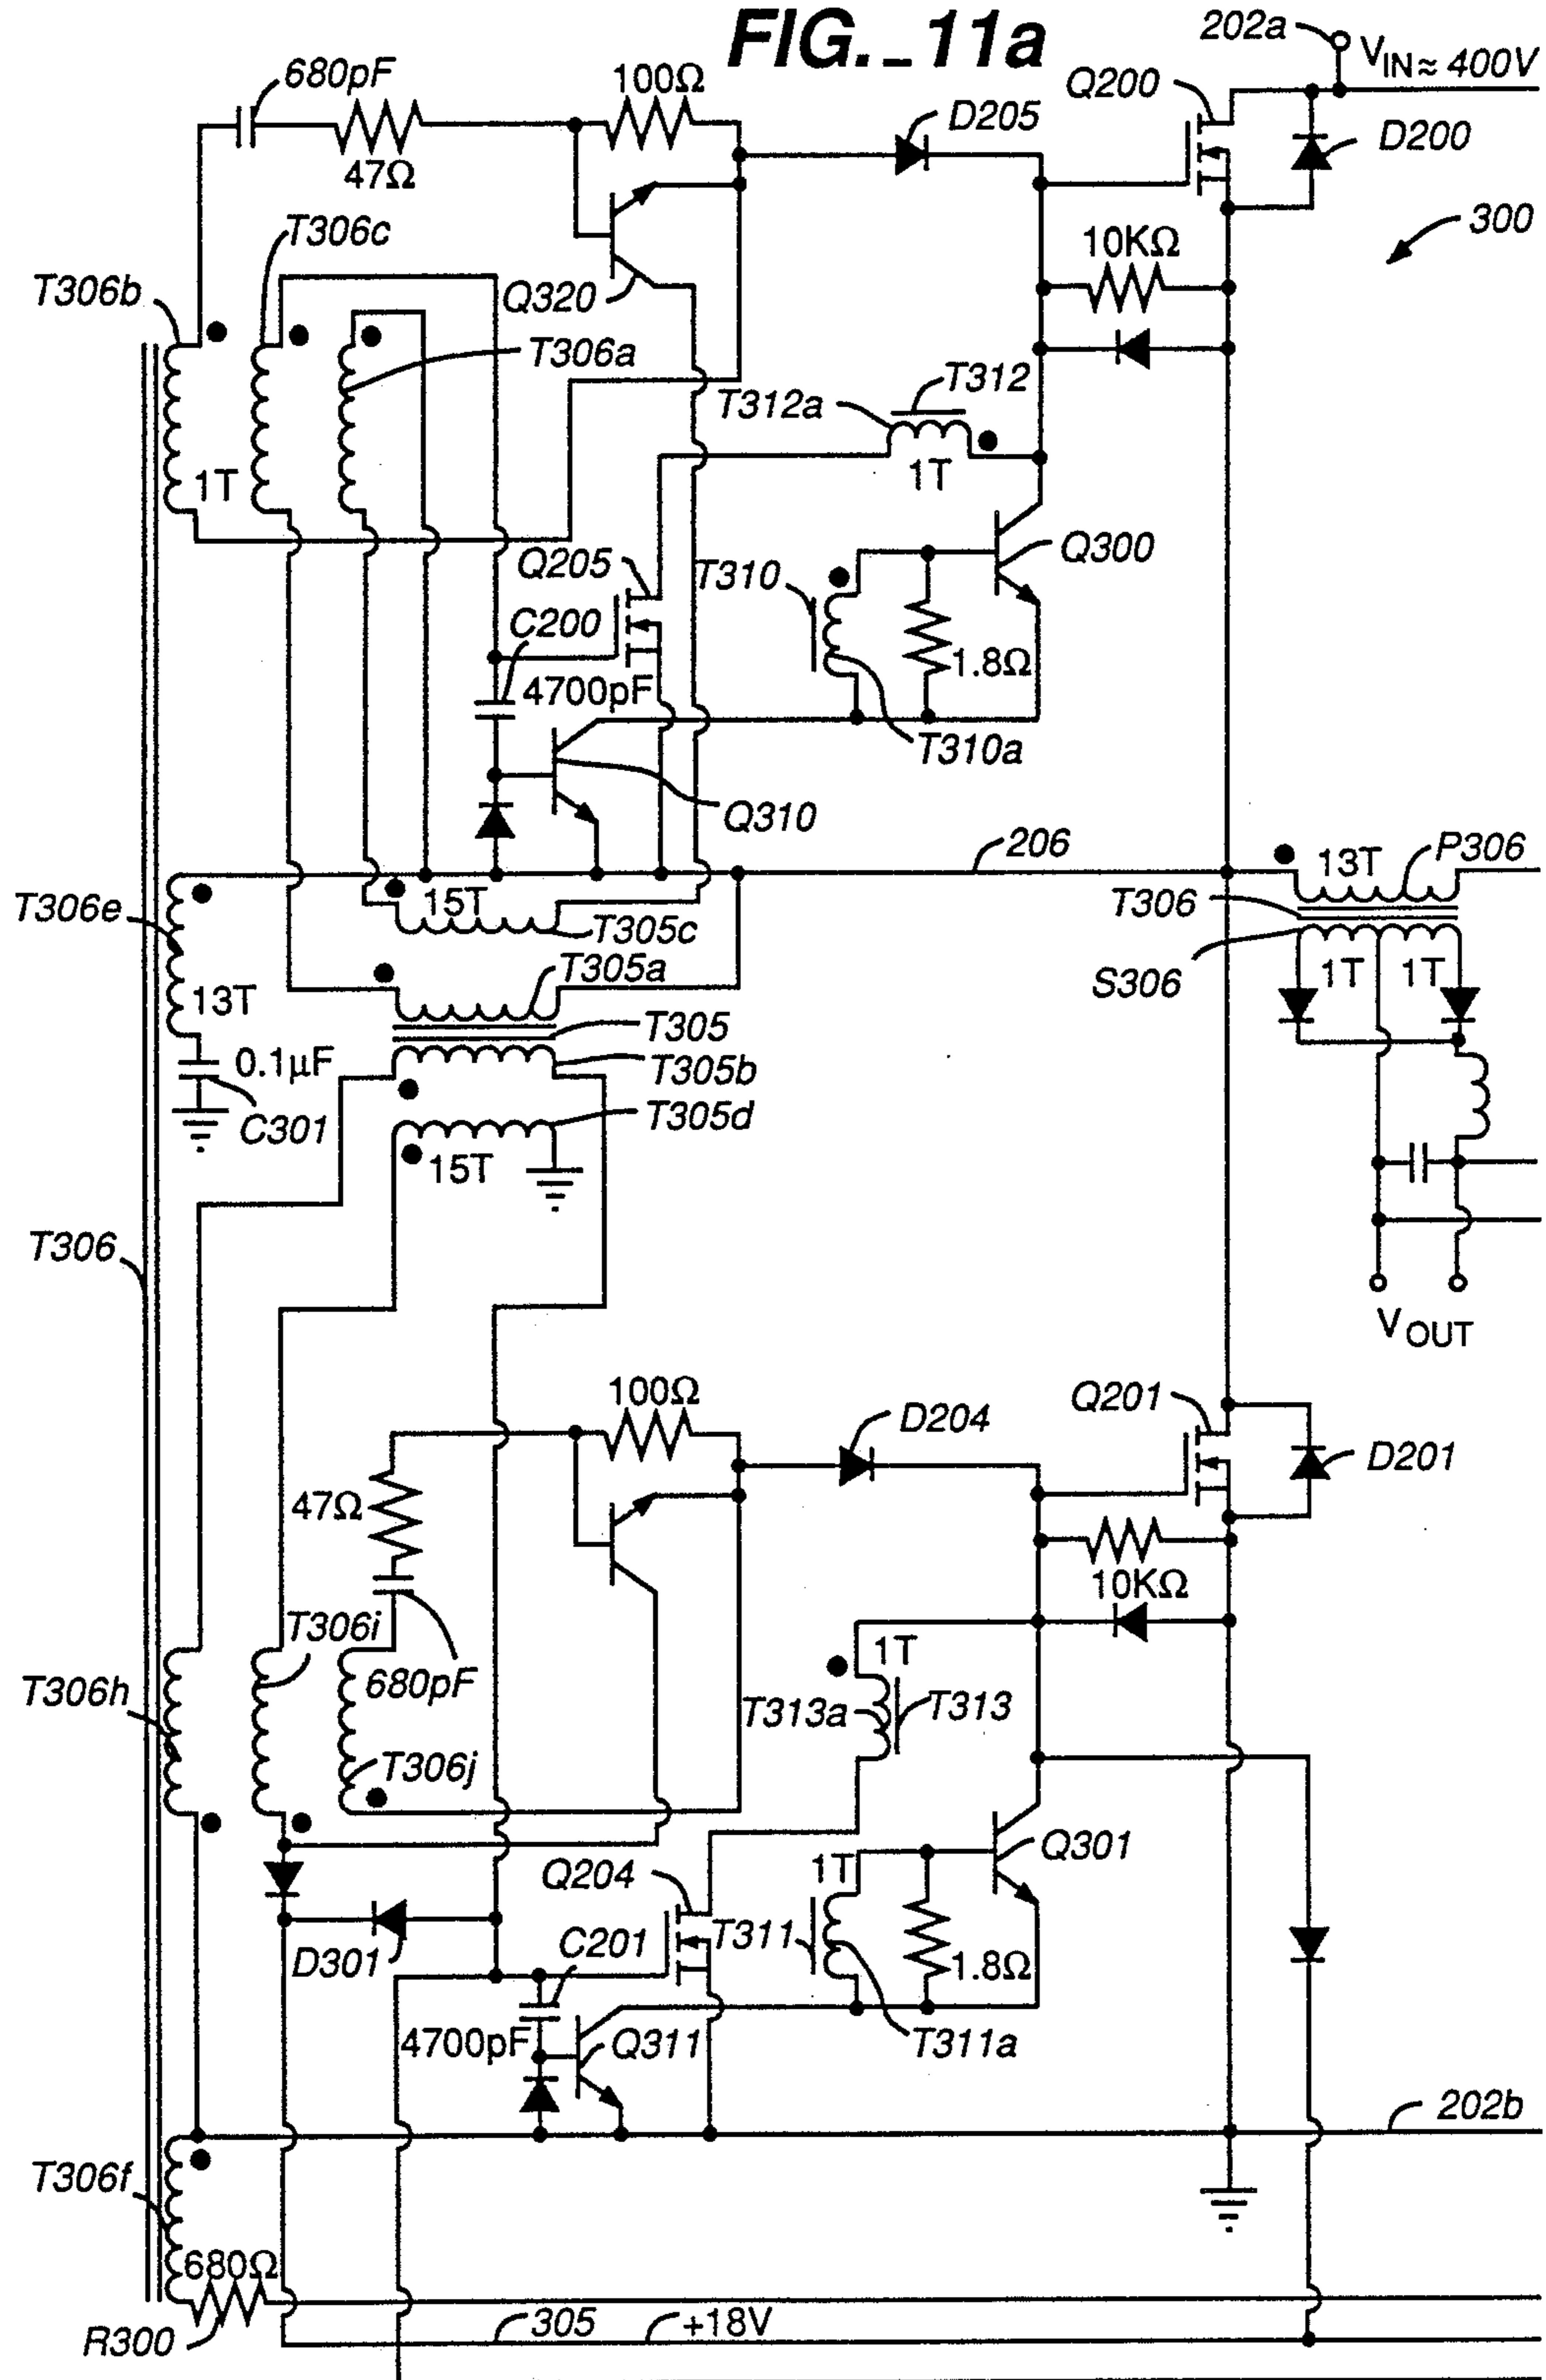 FIG._11a
202a
VIN ≈ 400V
680pF
100Ω
Q200
D205
D200
47Ω
300
T306c
10KΩ
T306b
Q320
T306a
T312
T312a
1T
1T
Q300
Q205
T310
C200
1.8Ω
4700pF
T310a
Q310
206
13T
P306
T306e
15T
T306
T305c
S306
1T
1T
T305a
13T
T305
0.1μF
T305b
C301
T305d
15T
T306
VOUT
100Ω
Q201
D204
D201
47Ω
10KΩ
T306i
1T
T306h
680pF
T313a
T313
T306j
Q301
1T
Q204
C201
T311
D301
1.8Ω
4700pF
Q311
T311a
202b
T306f
680Ω
305
+18V
R300